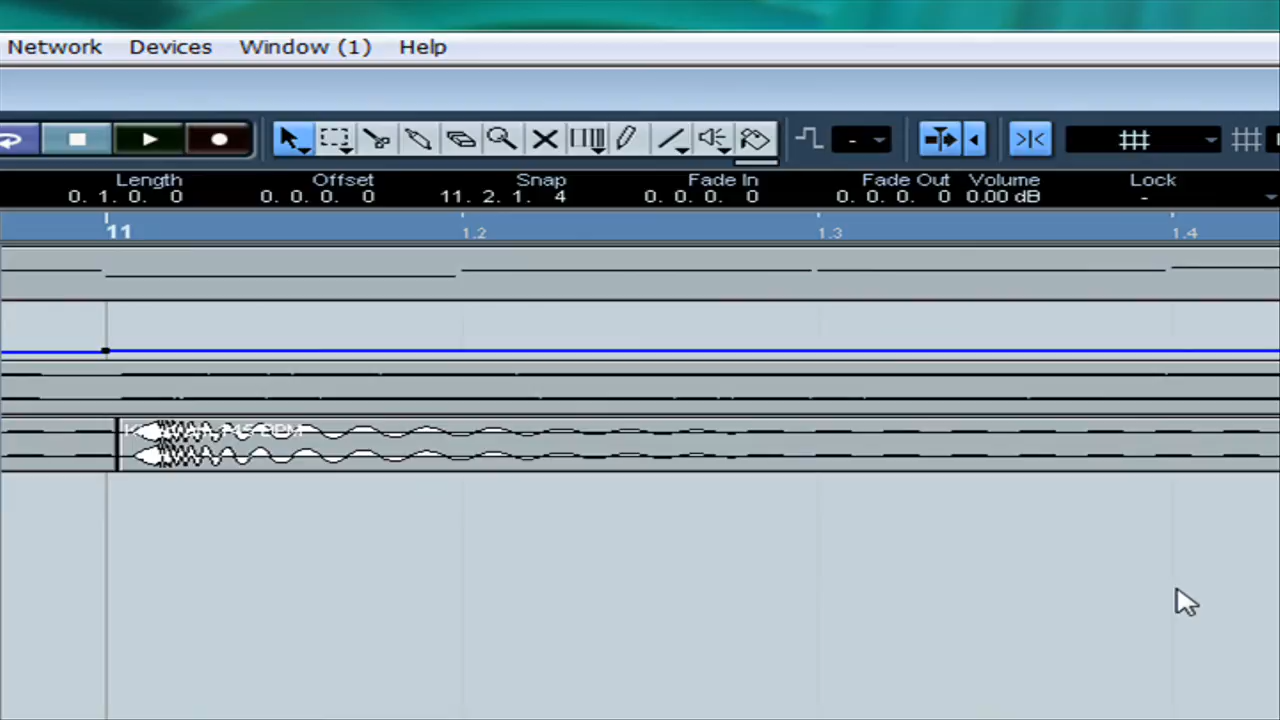 Network Devices Window (1) Help
-
Length Offset Snap Fade In Fade Out Volume Lock
0. 1. 0. 0 0. 0. 0. 0 11. 2. 1. 4 0. 0. 0. 0 0. 0. 0. 0 0.00 dB -
11 1.2 1.3 1.4
BPM